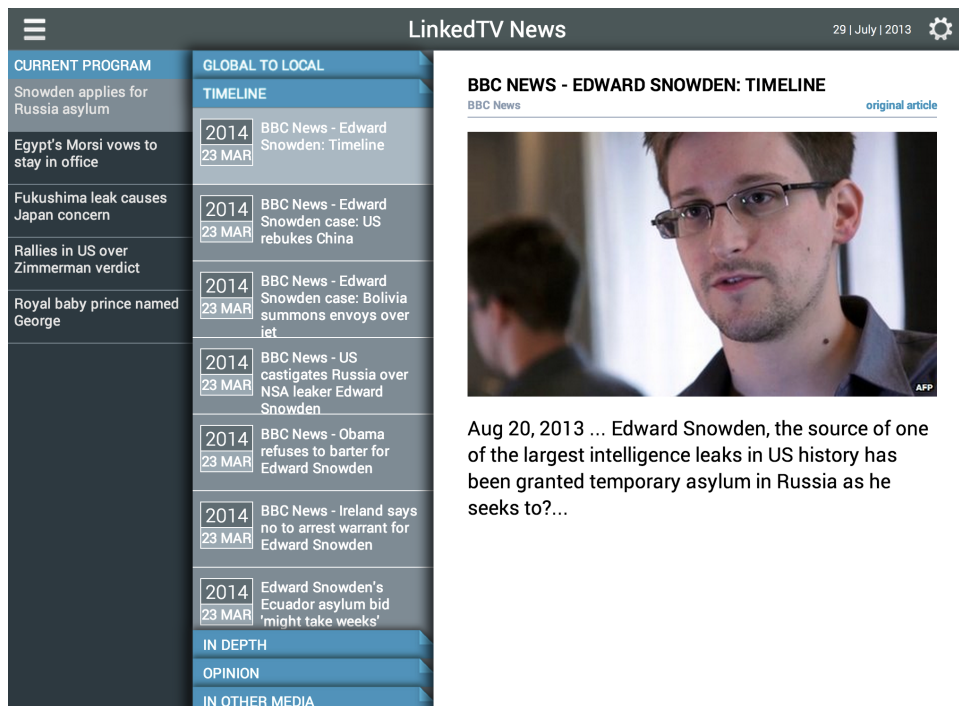 LinkedTV News
29 | July | 2013
CURRENT PROGRAM
Snowden applies for
Russia asylum
Egypt's Morsi vows to
stay in office
Fukushima leak causes
Japan concern
Rallies in US over
Zimmerman verdict
Royal baby prince named
George
GLOBAL TO LOCAL
TIMELINE
2014
23 MAR
BBC News - Edward
Snowden: Timeline
2014
23 MAR
BBC News - Edward
Snowden case: US
rebukes China
2014
23 MAR
BBC News - Edward
Snowden case: Bolivia
summons envoys over
jet
2014
23 MAR
BBC News - US
castigates Russia over
NSA leaker Edward
Snowden
2014
23 MAR
BBC News - Obama
refuses to barter for
Edward Snowden
2014
23 MAR
BBC News - Ireland says
no to arrest warrant for
Edward Snowden
2014
23 MAR
Edward Snowden's
Ecuador asylum bid
'might take weeks'
IN DEPTH
OPINION
IN OTHER MEDIA
BBC NEWS - EDWARD SNOWDEN: TIMELINE
BBC News
original article
AFP
Aug 20, 2013 ... Edward Snowden, the source of one
of the largest intelligence leaks in US history has
been granted temporary asylum in Russia as he
seeks to?...